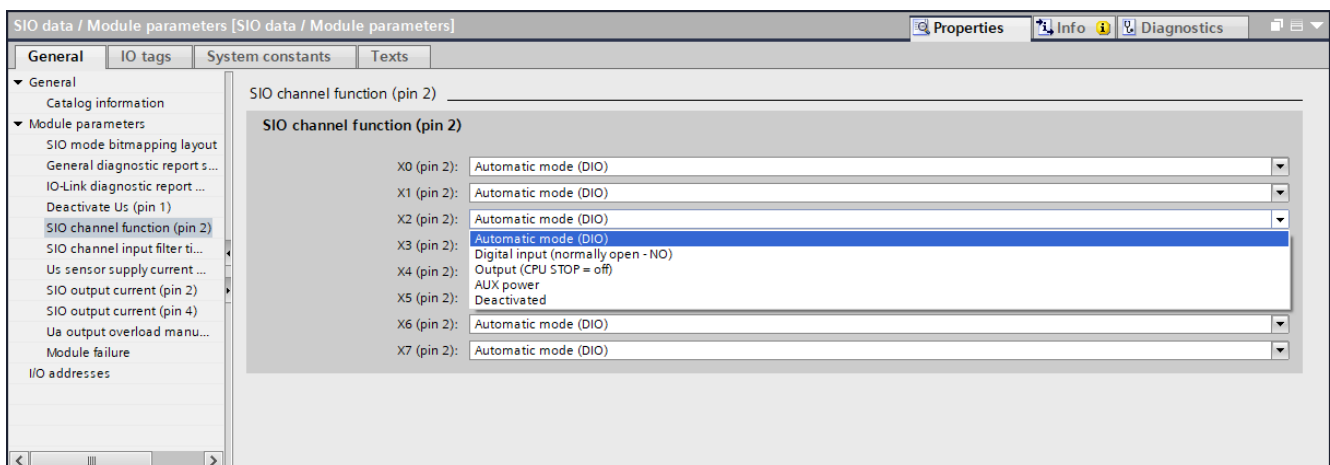 SIO data / Module parameters [SIO data / Module parameters]
Properties
Info
Diagnostics
General
IO tags
System constants
Texts
General
Catalog information
Module parameters
SIO mode bitmapping layout
General diagnostic report s...
IO-Link diagnostic report ...
Deactivate Us (pin 1)
SIO channel function (pin 2)
SIO channel input filter ti...
Us sensor supply current ...
SIO output current (pin 2)
SIO output current (pin 4)
Ua output overload manu...
Module failure
I/O addresses
SIO channel function (pin 2)
SIO channel function (pin 2)
X0 (pin 2): Automatic mode (DIO)
X1 (pin 2): Automatic mode (DIO)
X2 (pin 2): Automatic mode (DIO)
Automatic mode (DIO)
Digital input (normally open - NO)
Output (CPU STOP = off)
AUX power
Deactivated
X3 (pin 2):
X4 (pin 2):
X5 (pin 2):
X6 (pin 2): Automatic mode (DIO)
X7 (pin 2): Automatic mode (DIO)